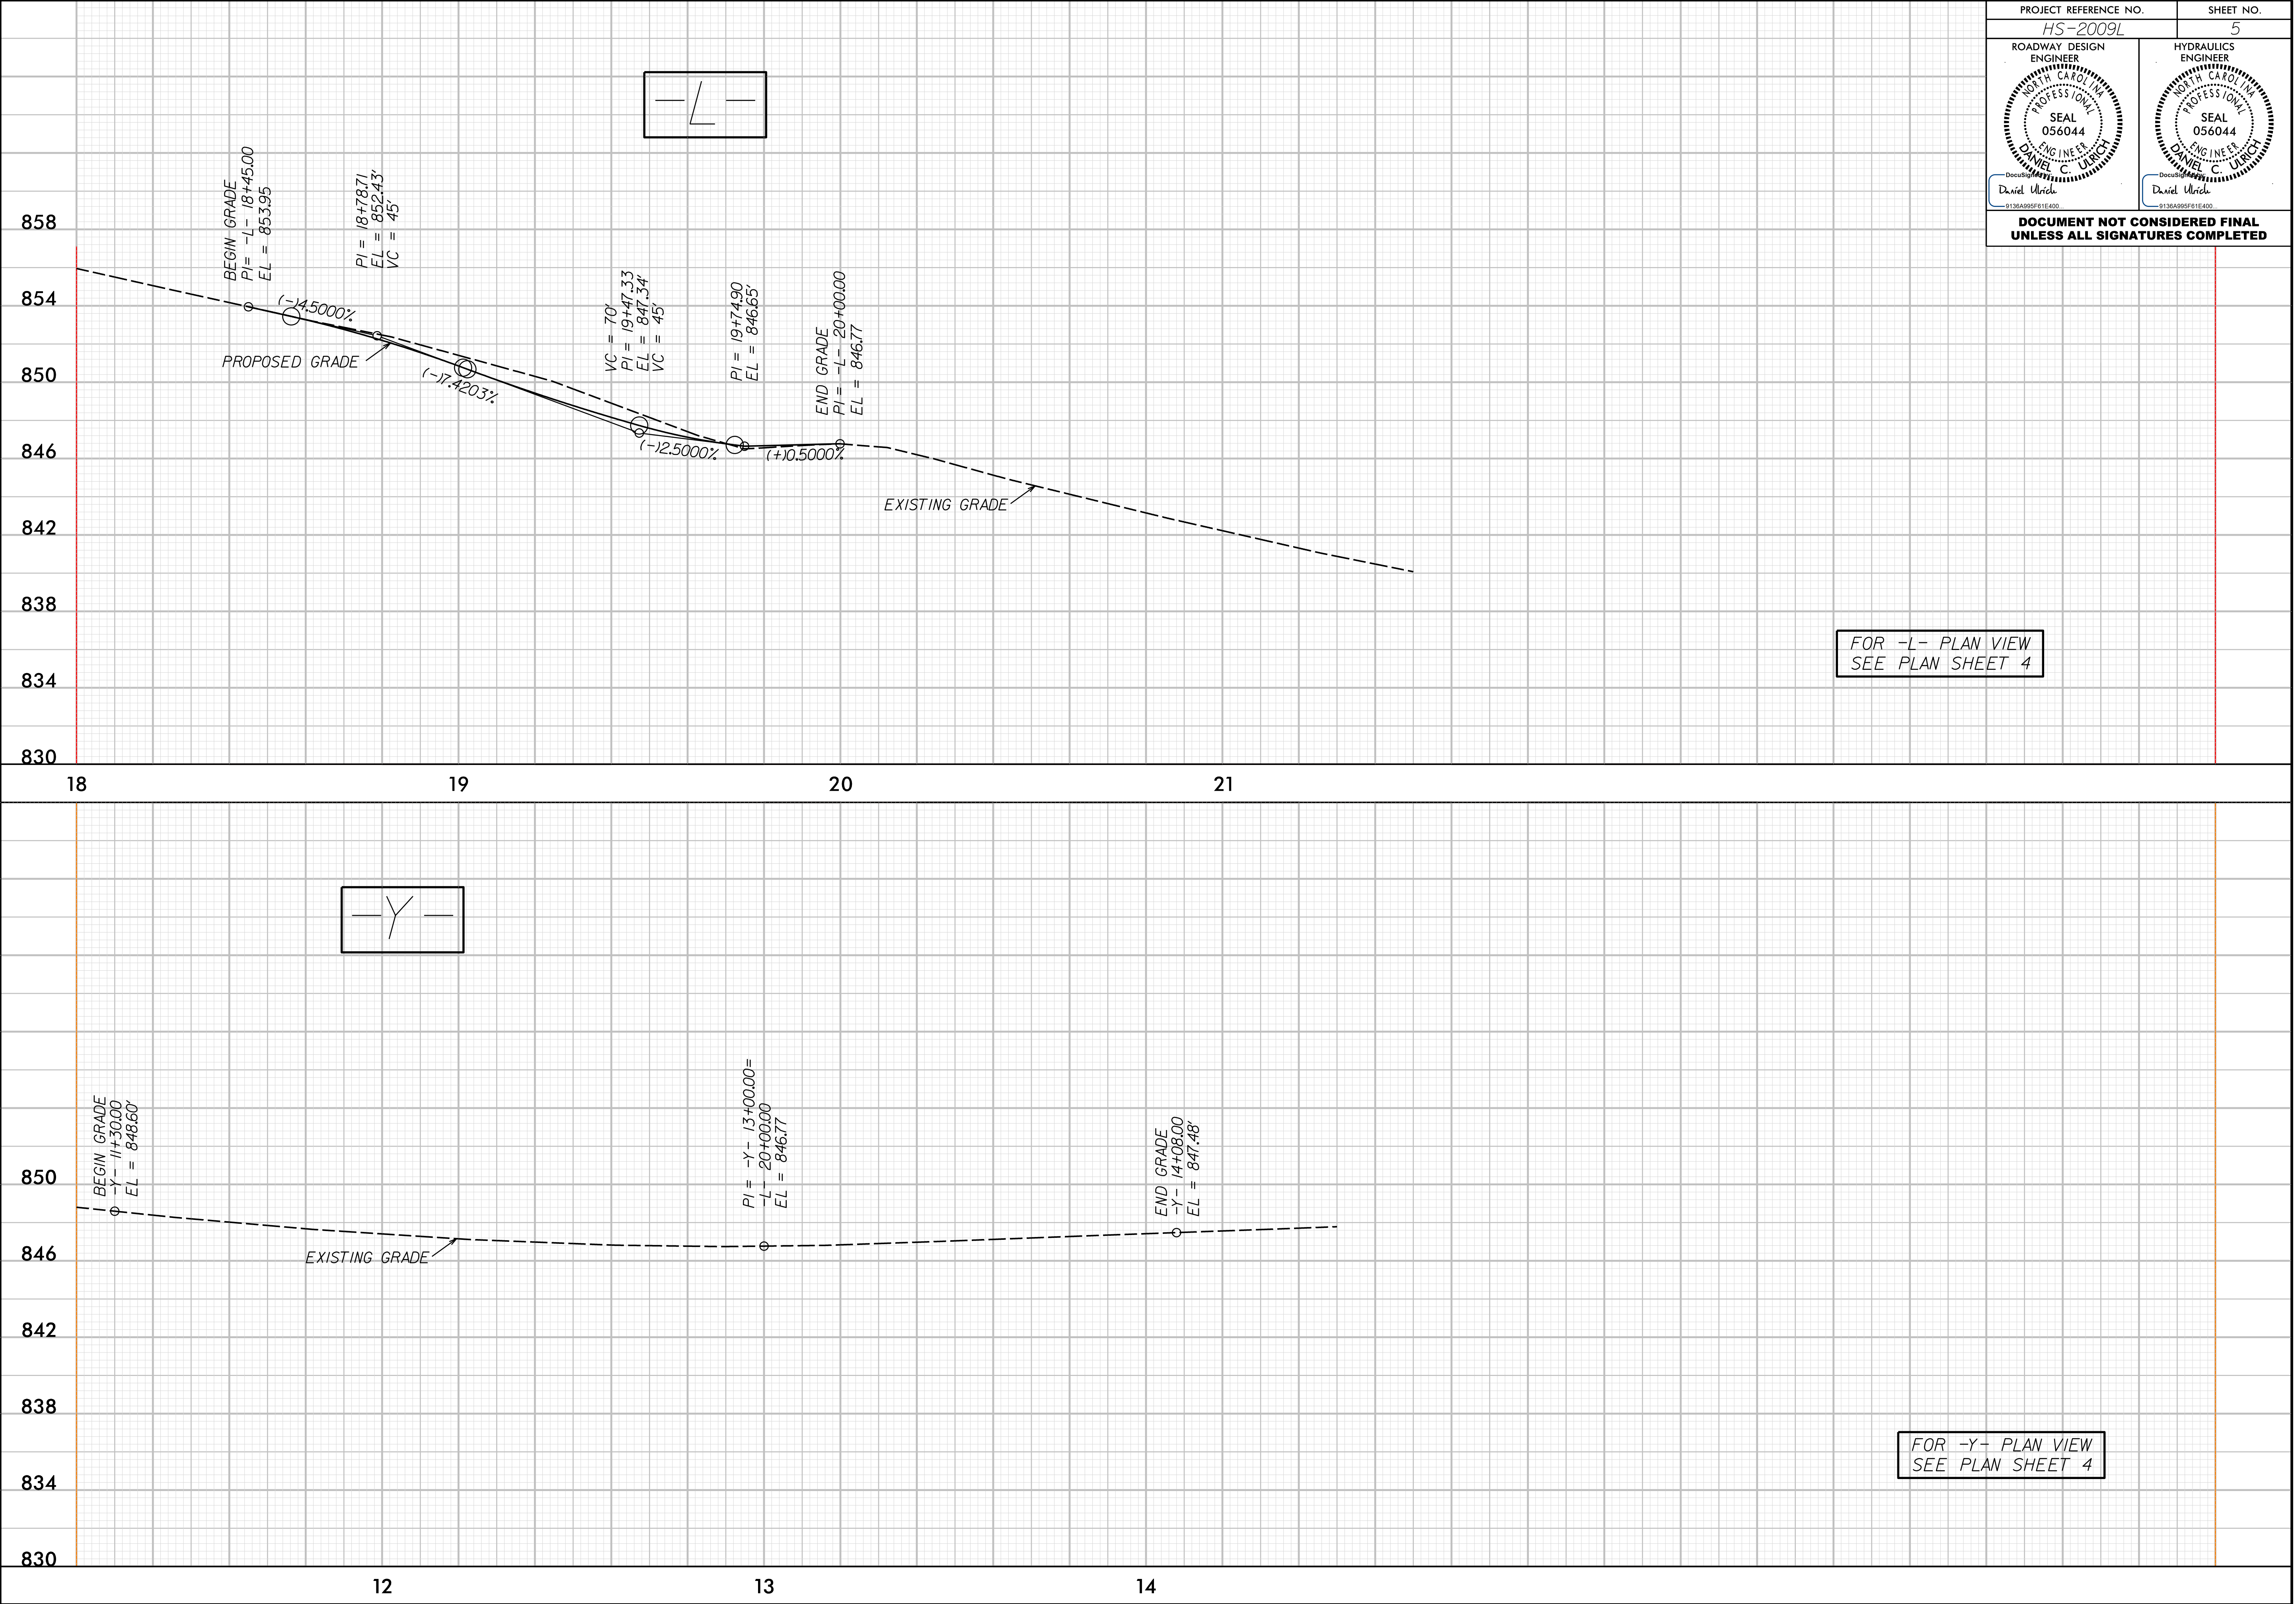 PROJECT REFERENCE NO.
SHEET NO.
HS-2009L
5
ROADWAY DESIGN
ENGINEER
HYDRAULICS
ENGINEER
NORTH CAROLINA
PROFESSIONAL
SEAL
056044
ENGINEER
DANIEL C. ULRICH
DocuSigned by:
Daniel Ulrich
9136A995F61E400...
NORTH CAROLINA
PROFESSIONAL
SEAL
056044
ENGINEER
DANIEL C. ULRICH
Daniel Ulrich
9136A995F61E400...
DOCUMENT NOT CONSIDERED FINAL
UNLESS ALL SIGNATURES COMPLETED
-L-
BEGIN GRADE
PI = -L- 18+45.00
EL = 853.95
PI = 18+78.71
EL = 852.43'
VC = 45'
VC = 70'
PI = 19+47.33
EL = 847.34'
VC = 45'
PI = 19+74.90
EL = 846.65'
END GRADE
PI = -L- 20+00.00
EL = 846.77
(-)4.5000%
PROPOSED GRADE
(-)7.4203%
(-)2.5000%
(+)0.5000%
EXISTING GRADE
858
854
850
846
842
838
834
830
FOR -L- PLAN VIEW
SEE PLAN SHEET 4
18 19 20 21
-Y-
BEGIN GRADE
-Y- 11+30.00
EL = 848.60'
PI = -Y- 13+00.00=
-L- 20+00.00
EL = 846.77
END GRADE
-Y- 14+08.00
EL = 847.48'
EXISTING GRADE
850
846
842
838
834
830
FOR -Y- PLAN VIEW
SEE PLAN SHEET 4
12 13 14